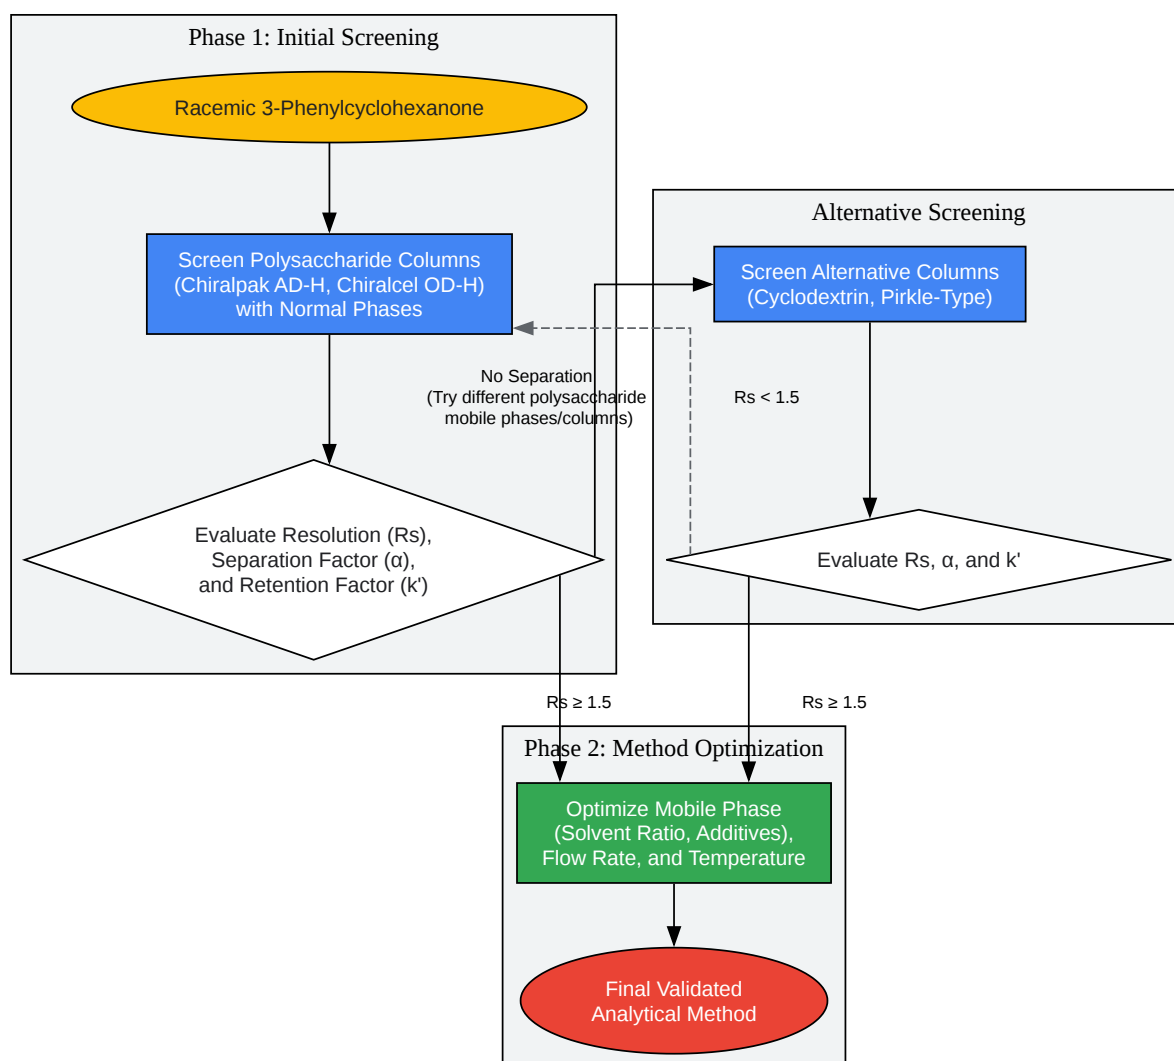 Phase 1: Initial Screening
Racemic 3-Phenylcyclohexanone
Screen Polysaccharide Columns
(Chiralpak AD-H, Chiralcel OD-H)
with Normal Phases
Evaluate Resolution (Rs),
Separation Factor (α),
and Retention Factor (k')
Alternative Screening
Screen Alternative Columns
(Cyclodextrin, Pirkle-Type)
No Separation
(Try different polysaccharide
mobile phases/columns)
Rs < 1.5
Evaluate Rs, α, and k'
Rs ≥ 1.5
Rs ≥ 1.5
Phase 2: Method Optimization
Optimize Mobile Phase
(Solvent Ratio, Additives),
Flow Rate, and Temperature
Final Validated
Analytical Method